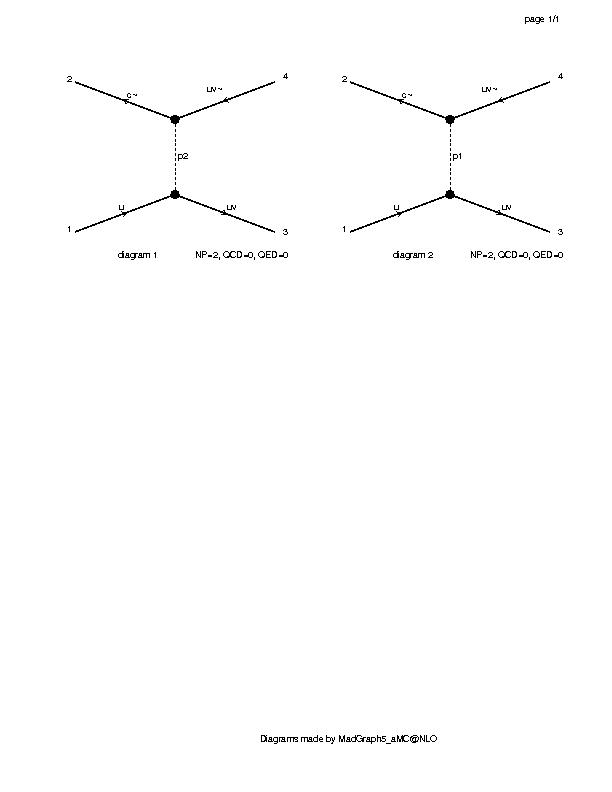 page 1/1
2
c~
uv~
4
p2
1
u
uv
3
diagram 1
NP=2, QCD=0, QED=0
2
c~
uv~
4
p1
1
u
uv
3
diagram 2
NP=2, QCD=0, QED=0
Diagrams made by MadGraph5_aMC@NLO